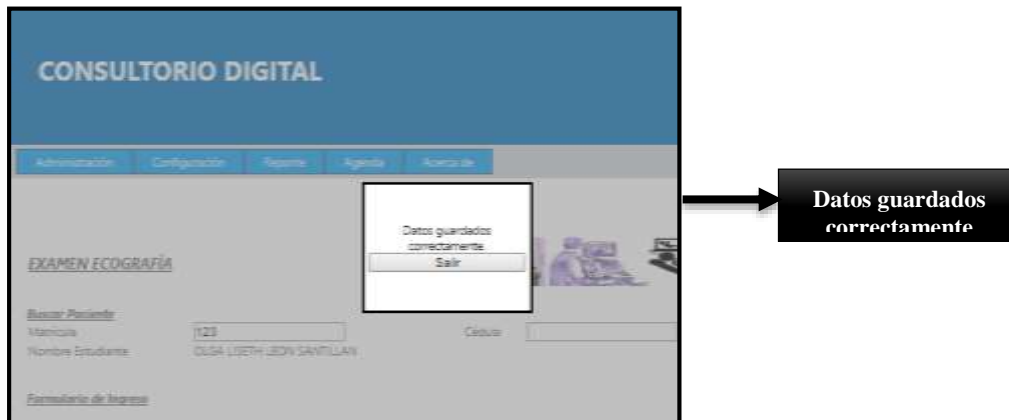 CONSULTORIO DIGITAL
Administración Configuración Reporte Agenda Acerca de
Datos guardados
correctamente
Salir
EXAMEN ECOGRAFÍA
Buscar Paciente
Matricula 123 Cédula
Nombre Estudiante OLGA LISETH LEON SANTILLAN
Formulario de Ingreso
Datos guardados
correctamente